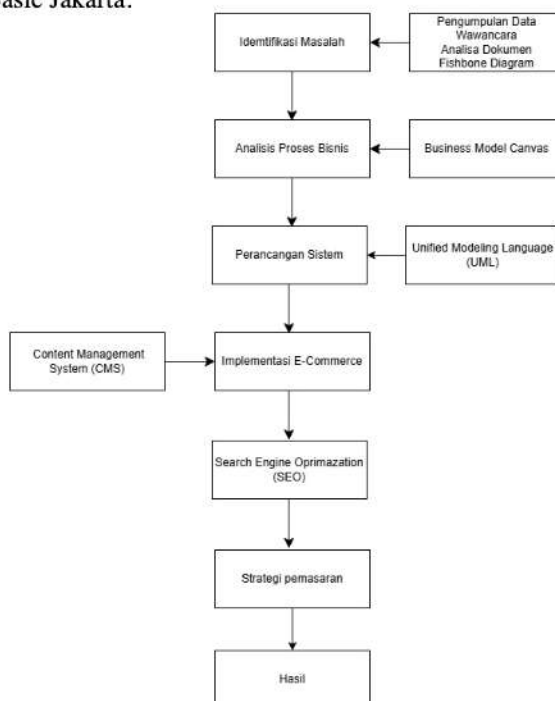 Basic Jakarta.
Idemtifikasi Masalah
Pengumpulan Data
Wawancara
Analisa Dokumen
Fishbone Diagram
Analisis Proses Bisnis
Business Model Canvas
Perancangan Sistem
Unified Modeling Language
(UML)
Content Management
System (CMS)
Implementasi E-Commerce
Search Engine Oprimazation
(SEO)
Strategi pemasaran
Hasil